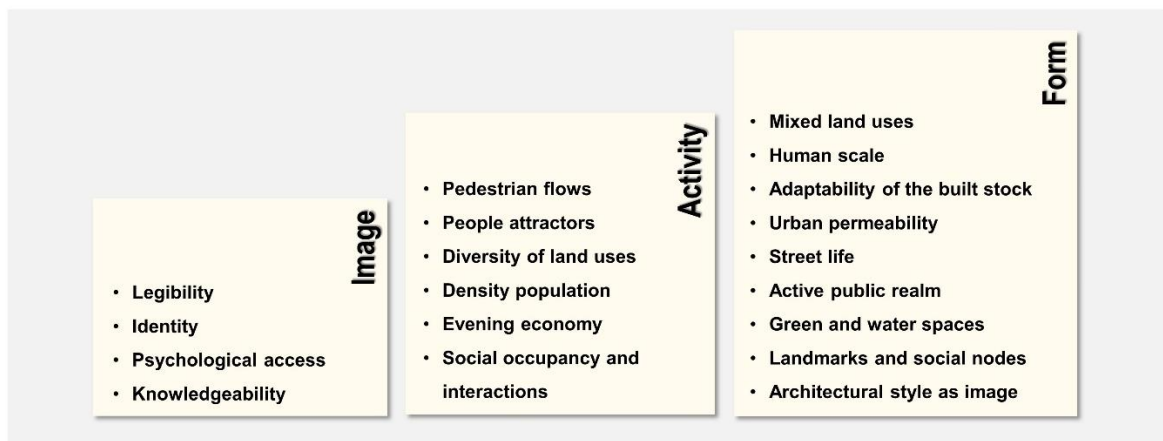 Image
• Legibility
• Identity
• Psychological access
• Knowledgeability
Activity
• Pedestrian flows
• People attractors
• Diversity of land uses
• Density population
• Evening economy
• Social occupancy and
interactions
Form
• Mixed land uses
• Human scale
• Adaptability of the built stock
• Urban permeability
• Street life
• Active public realm
• Green and water spaces
• Landmarks and social nodes
• Architectural style as image